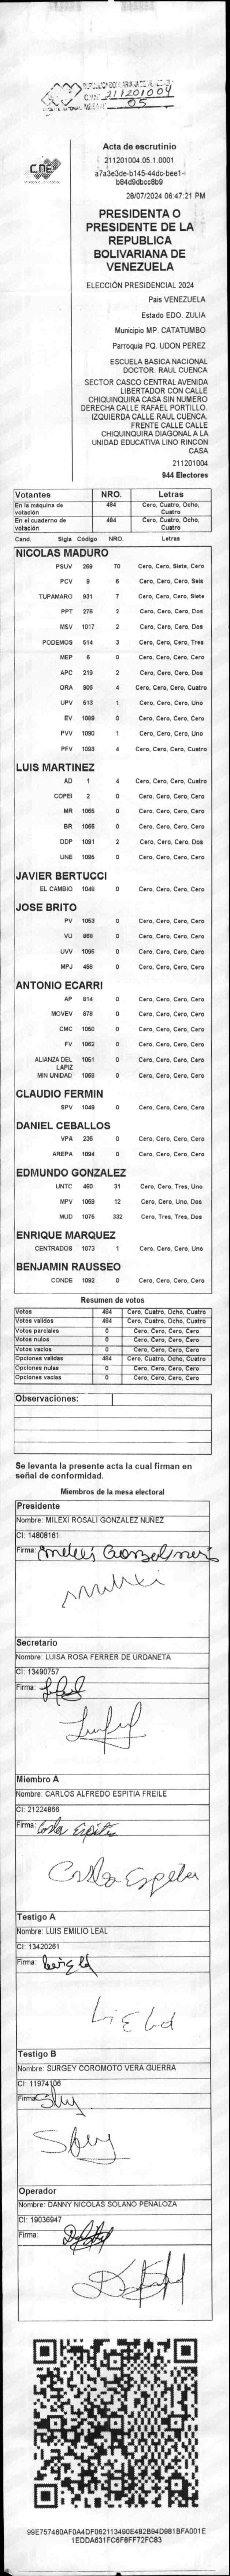 211201004
05
CNE
Acta de escrutinio
211201004.05.1.0001
a7a3e3de-b145-44dc-bee1-
b84d9dbcc8b9
28/07/2024 06:47:21 PM
PRESIDENTA O
PRESIDENTE DE LA
REPUBLICA
BOLIVARIANA DE
VENEZUELA
ELECCIÓN PRESIDENCIAL 2024
Pais VENEZUELA
Estado EDO. ZULIA
Municipio MP. CATATUMBO
Parroquia PQ. UDON PEREZ
ESCUELA BASICA NACIONAL
DOCTOR. RAUL CUENCA
SECTOR CASCO CENTRAL AVENIDA
LIBERTADOR CON CALLE
CHIQUINQUIRA CASA SIN NUMERO
DERECHA CALLE RAFAEL PORTILLO.
IZQUIERDA CALLE RAUL CUENCA.
FRENTE CALLE CALLE
CHIQUINQUIRA DIAGONAL A LA
UNIDAD EDUCATIVA LINO RINCON
CASA
211201004
944 Electores
Votantes NRO. Letras
En la máquina de votación 484 Cero, Cuatro, Ocho, Cuatro
En el cuaderno de votación 484 Cero, Cuatro, Ocho, Cuatro
Cand. Sigla Código NRO. Letras
NICOLAS MADURO
PSUV 269 70 Cero, Cero, Siete, Cero
PCV 9 6 Cero, Cero, Cero, Seis
TUPAMARO 931 7 Cero, Cero, Cero, Siete
PPT 276 2 Cero, Cero, Cero, Dos
MSV 1017 2 Cero, Cero, Cero, Dos
PODEMOS 514 3 Cero, Cero, Cero, Tres
MEP 6 0 Cero, Cero, Cero, Cero
APC 219 2 Cero, Cero, Cero, Dos
ORA 906 4 Cero, Cero, Cero, Cuatro
UPV 513 1 Cero, Cero, Cero, Uno
EV 1089 0 Cero, Cero, Cero, Cero
PVV 1090 1 Cero, Cero, Cero, Uno
PFV 1093 4 Cero, Cero, Cero, Cuatro
LUIS MARTINEZ
AD 1 4 Cero, Cero, Cero, Cuatro
COPEI 2 0 Cero, Cero, Cero, Cero
MR 1065 0 Cero, Cero, Cero, Cero
BR 1066 0 Cero, Cero, Cero, Cero
DDP 1091 2 Cero, Cero, Cero, Dos
UNE 1095 0 Cero, Cero, Cero, Cero
JAVIER BERTUCCI
EL CAMBIO 1048 0 Cero, Cero, Cero, Cero
JOSE BRITO
PV 1053 0 Cero, Cero, Cero, Cero
VU 868 0 Cero, Cero, Cero, Cero
UVV 1096 0 Cero, Cero, Cero, Cero
MPJ 456 0 Cero, Cero, Cero, Cero
ANTONIO ECARRI
AP 814 0 Cero, Cero, Cero, Cero
MOVEV 878 0 Cero, Cero, Cero, Cero
CMC 1050 0 Cero, Cero, Cero, Cero
FV 1062 0 Cero, Cero, Cero, Cero
ALIANZA DEL LAPIZ 1051 0 Cero, Cero, Cero, Cero
MIN UNIDAD 1068 0 Cero, Cero, Cero, Cero
CLAUDIO FERMIN
SPV 1049 0 Cero, Cero, Cero, Cero
DANIEL CEBALLOS
VPA 236 0 Cero, Cero, Cero, Cero
AREPA 1094 0 Cero, Cero, Cero, Cero
EDMUNDO GONZALEZ
UNTC 460 31 Cero, Cero, Tres, Uno
MPV 1069 12 Cero, Cero, Uno, Dos
MUD 1075 332 Cero, Tres, Tres, Dos
ENRIQUE MARQUEZ
CENTRADOS 1073 1 Cero, Cero, Cero, Uno
BENJAMIN RAUSSEO
CONDE 1092 0 Cero, Cero, Cero, Cero
Resumen de votos
Votos 484 Cero, Cuatro, Ocho, Cuatro
Votos validos 484 Cero, Cuatro, Ocho, Cuatro
Votos parciales 0 Cero, Cero, Cero, Cero
Votos nulos 0 Cero, Cero, Cero, Cero
Votos vacios 0 Cero, Cero, Cero, Cero
Opciones validas 484 Cero, Cuatro, Ocho, Cuatro
Opciones nulas 0 Cero, Cero, Cero, Cero
Opciones vacias 0 Cero, Cero, Cero, Cero
Observaciones:
Se levanta la presente acta la cual firman en
señal de conformidad.
Miembros de la mesa electoral
Presidente
Nombre: MILEXI ROSALI GONZALEZ NUÑEZ
CI: 14808161
Firma:
Secretario
Nombre: LUISA ROSA FERRER DE URDANETA
CI: 13490757
Firma:
Miembro A
Nombre: CARLOS ALFREDO ESPITIA FREILE
CI: 21224866
Firma: Carlos Espitia
Testigo A
Nombre: LUIS EMILIO LEAL
CI: 13420261
Firma:
Testigo B
Nombre: SURGEY COROMOTO VERA GUERRA
CI: 11974106
Firma:
Operador
Nombre: DANNY NICOLAS SOLANO PEÑALOZA
CI: 19036947
Firma:
99E757460AF0A4DF062113490E482B94D981BFA001E
1EDDA631FC6F8FF72FC83